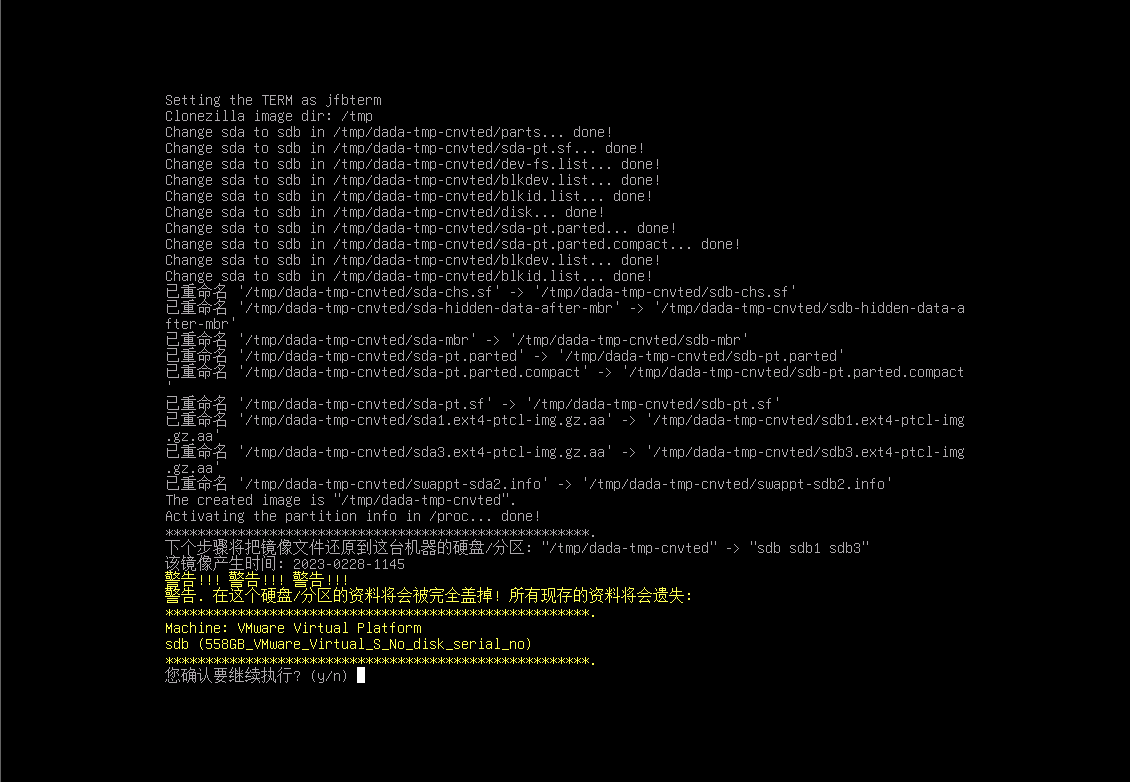 Setting the TERM as jfbterm
Clonezilla image dir: /tmp
Change sda to sdb in /tmp/dada-tmp-cnvted/parts... done!
Change sda to sdb in /tmp/dada-tmp-cnvted/sda-pt.sf... done!
Change sda to sdb in /tmp/dada-tmp-cnvted/dev-fs.list... done!
Change sda to sdb in /tmp/dada-tmp-cnvted/blkdev.list... done!
Change sda to sdb in /tmp/dada-tmp-cnvted/blkid.list... done!
Change sda to sdb in /tmp/dada-tmp-cnvted/disk... done!
Change sda to sdb in /tmp/dada-tmp-cnvted/sda-pt.parted... done!
Change sda to sdb in /tmp/dada-tmp-cnvted/sda-pt.parted.compact... done!
Change sda to sdb in /tmp/dada-tmp-cnvted/blkdev.list... done!
Change sda to sdb in /tmp/dada-tmp-cnvted/blkid.list... done!
已重命名 '/tmp/dada-tmp-cnvted/sda-chs.sf' -> '/tmp/dada-tmp-cnvted/sdb-chs.sf'
已重命名 '/tmp/dada-tmp-cnvted/sda-hidden-data-after-mbr' -> '/tmp/dada-tmp-cnvted/sdb-hidden-data-a
fter-mbr'
已重命名 '/tmp/dada-tmp-cnvted/sda-mbr' -> '/tmp/dada-tmp-cnvted/sdb-mbr'
已重命名 '/tmp/dada-tmp-cnvted/sda-pt.parted' -> '/tmp/dada-tmp-cnvted/sdb-pt.parted'
已重命名 '/tmp/dada-tmp-cnvted/sda-pt.parted.compact' -> '/tmp/dada-tmp-cnvted/sdb-pt.parted.compact
'
已重命名 '/tmp/dada-tmp-cnvted/sda-pt.sf' -> '/tmp/dada-tmp-cnvted/sdb-pt.sf'
已重命名 '/tmp/dada-tmp-cnvted/sda1.ext4-ptcl-img.gz.aa' -> '/tmp/dada-tmp-cnvted/sdb1.ext4-ptcl-img
.gz.aa'
已重命名 '/tmp/dada-tmp-cnvted/sda3.ext4-ptcl-img.gz.aa' -> '/tmp/dada-tmp-cnvted/sdb3.ext4-ptcl-img
.gz.aa'
已重命名 '/tmp/dada-tmp-cnvted/swappt-sda2.info' -> '/tmp/dada-tmp-cnvted/swappt-sdb2.info'
The created image is "/tmp/dada-tmp-cnvted".
Activating the partition info in /proc... done!
*****************************************************.
下个步骤将把镜像文件还原到这台机器的硬盘/分区: "/tmp/dada-tmp-cnvted" -> "sdb sdb1 sdb3"
该镜像产生时间: 2023-0228-1145
警告!!! 警告!!! 警告!!!
警告. 在这个硬盘/分区的资料将会被完全盖掉! 所有现存的资料将会遗失:
*****************************************************.
Machine: VMware Virtual Platform
sdb (558GB_VMware_Virtual_S_No_disk_serial_no)
*****************************************************.
您确认要继续执行? (y/n)